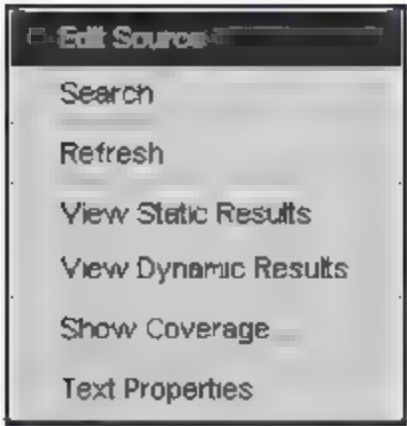 Edit Source
Search
Refresh
View Static Results
View Dynamic Results
Show Coverage
Text Properties